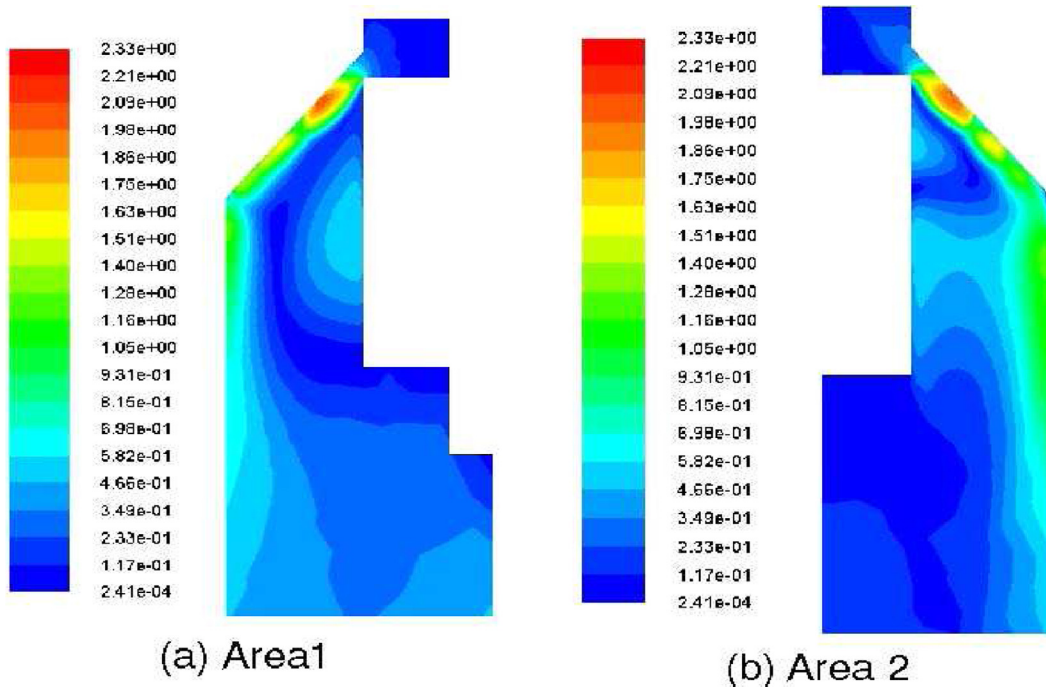 2.33e+00
2.21e+00
2.09e+00
1.98e+00
1.86e+00
1.75e+00
1.63e+00
1.51e+00
1.40e+00
1.28e+00
1.16e+00
1.05e+00
9.31e-01
8.15e-01
6.98e-01
5.82e-01
4.66e-01
3.49e-01
2.33e-01
1.17e-01
2.41e-04
(a) Area1
2.33e+00
2.21e+00
2.09e+00
1.98e+00
1.86e+00
1.75e+00
1.63e+00
1.51e+00
1.40e+00
1.28e+00
1.16e+00
1.05e+00
9.31e-01
8.15e-01
6.98e-01
5.82e-01
4.66e-01
3.49e-01
2.33e-01
1.17e-01
2.41e-04
(b) Area 2